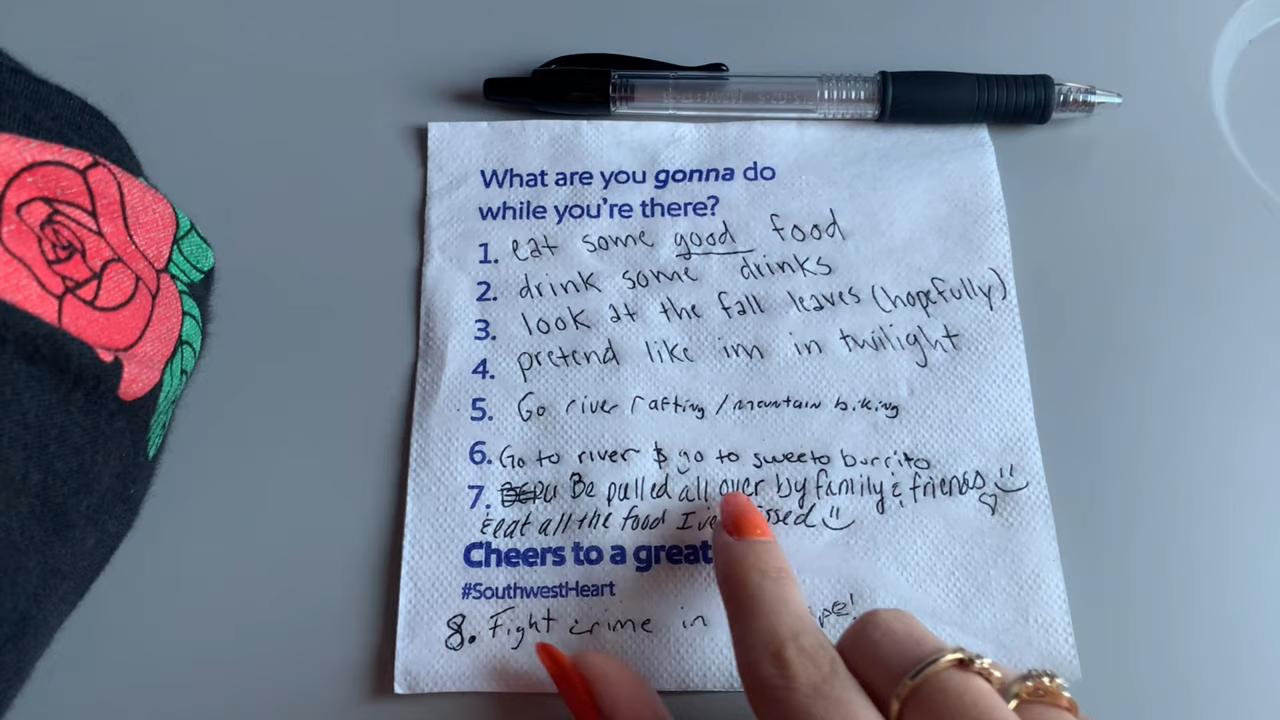 What are you gonna do
while you're there?
1. eat some good food
2. drink some drinks
3. look at the fall leaves (hopefully)
4. pretend like im in twilight
5. Go river rafting / mountain biking
6. Go to river & go to sweeto burrito
7. Be pulled all over by family & friends
& eat all the food I've missed
Cheers to a great
#SouthwestHeart
8. Fight crime in